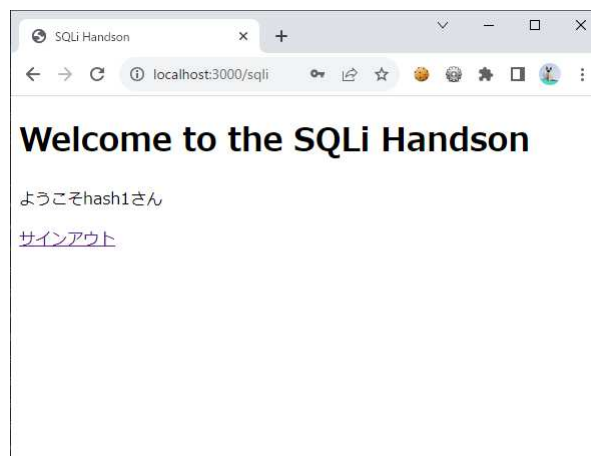 SQLi Handson
localhost:3000/sqli
Welcome to the SQLi Handson
ようこそhash1さん
サインアウト